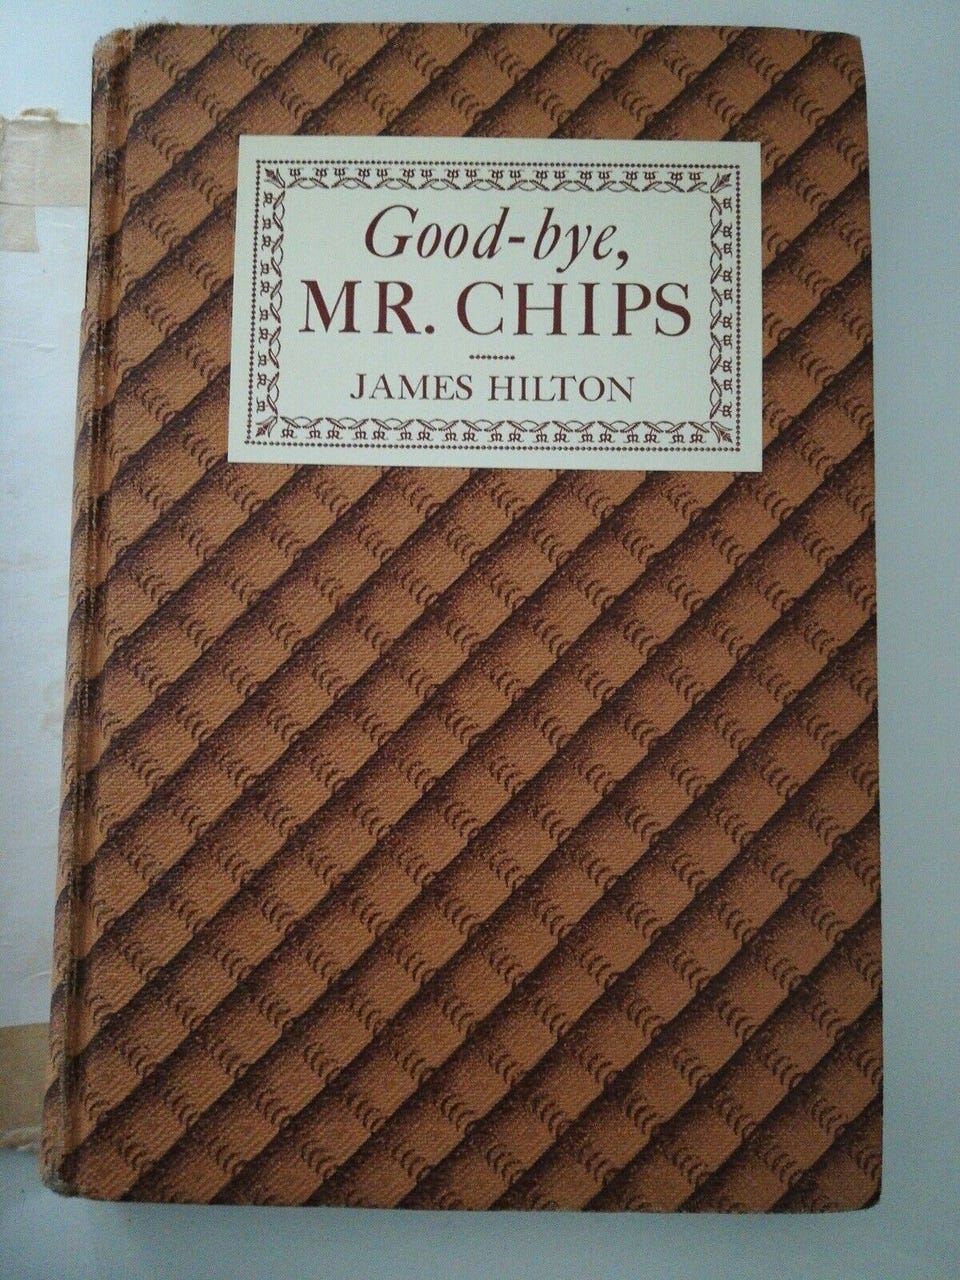 Good-bye,
MR. CHIPS
JAMES HILTON